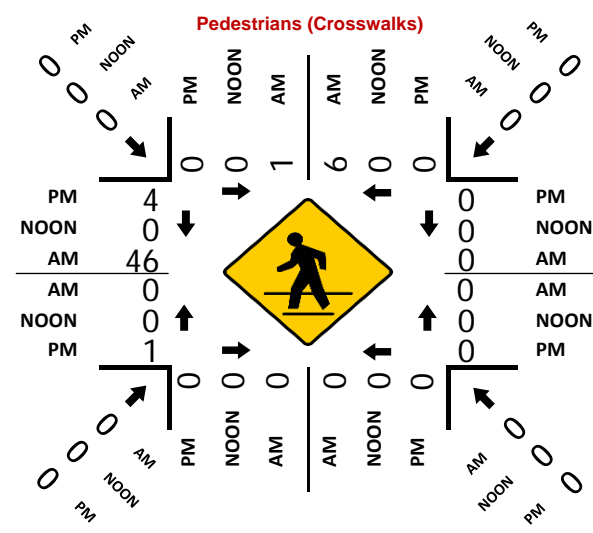 Pedestrians (Crosswalks)
0 PM
0 NOON
0 AM
PM NOON AM AM NOON PM
PM 0
NOON 0
AM 0
0 0 1 6 0 0
PM 4 0 PM
NOON 0 0 NOON
AM 46 0 AM
AM 0 0 AM
NOON 0 0 NOON
PM 1 0 PM
0 0 0 0 0 0
PM NOON AM AM NOON PM
0 AM
0 NOON
0 PM
AM 0
NOON 0
PM 0